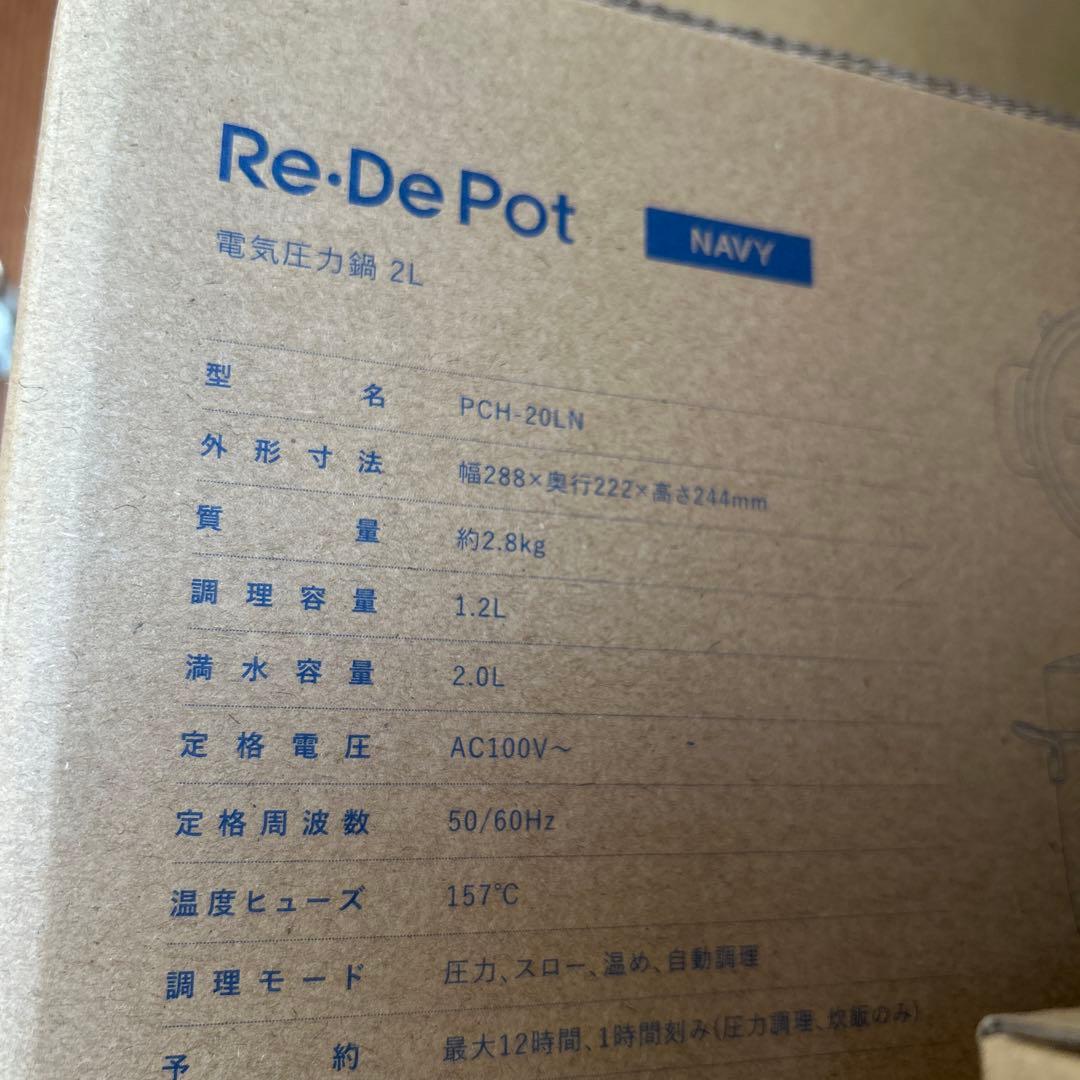 Re・De Pot NAVY
電気圧力鍋 2L
型名 PCH-20LN
外形寸法 幅288×奥行222×高さ244mm
質量 約2.8kg
調理容量 1.2L
満水容量 2.0L
定格電圧 AC100V〜
定格周波数 50/60Hz
温度ヒューズ 157℃
調理モード 圧力、スロー、温め、自動調理
予約 最大12時間、1時間刻み(圧力調理、炊飯のみ)